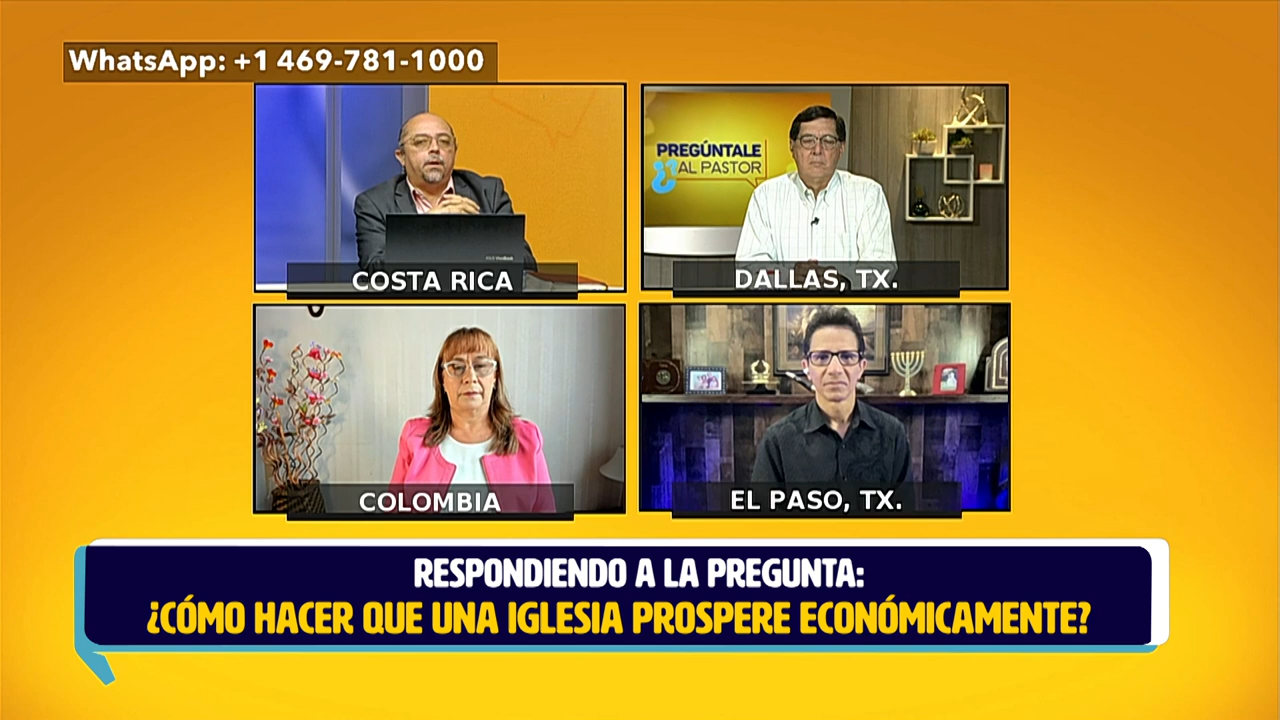 WhatsApp: +1 469-781-1000
PREGÚNTALE
AL PASTOR
COSTA RICA
DALLAS, TX.
COLOMBIA
EL PASO, TX.
RESPONDIENDO A LA PREGUNTA:
¿CÓMO HACER QUE UNA IGLESIA PROSPERE ECONÓMICAMENTE?